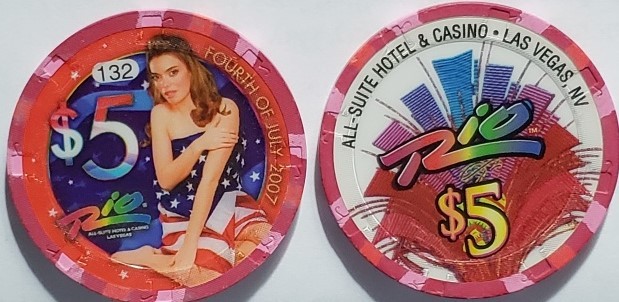 132
FOURTH OF JULY 2007
$5
Rio®
ALL-SUITE HOTEL & CASINO
LAS VEGAS
ALL-SUITE HOTEL & CASINO • LAS VEGAS, NV
Rio™
$5